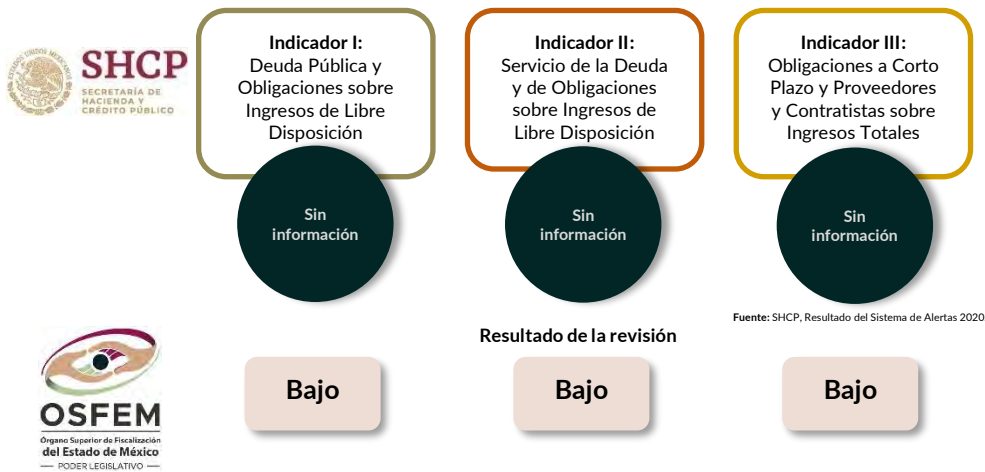 ESTADOS UNIDOS MEXICANOS
SHCP
SECRETARÍA DE
HACIENDA Y
CRÉDITO PÚBLICO
Indicador I:
Deuda Pública y
Obligaciones sobre
Ingresos de Libre
Disposición
Sin
información
Indicador II:
Servicio de la Deuda
y de Obligaciones
sobre Ingresos de
Libre Disposición
Sin
información
Indicador III:
Obligaciones a Corto
Plazo y Proveedores
y Contratistas sobre
Ingresos Totales
Sin
información
Fuente: SHCP, Resultado del Sistema de Alertas 2020
Resultado de la revisión
OSFEM
Órgano Superior de Fiscalización
del Estado de México
PODER LEGISLATIVO
Bajo
Bajo
Bajo